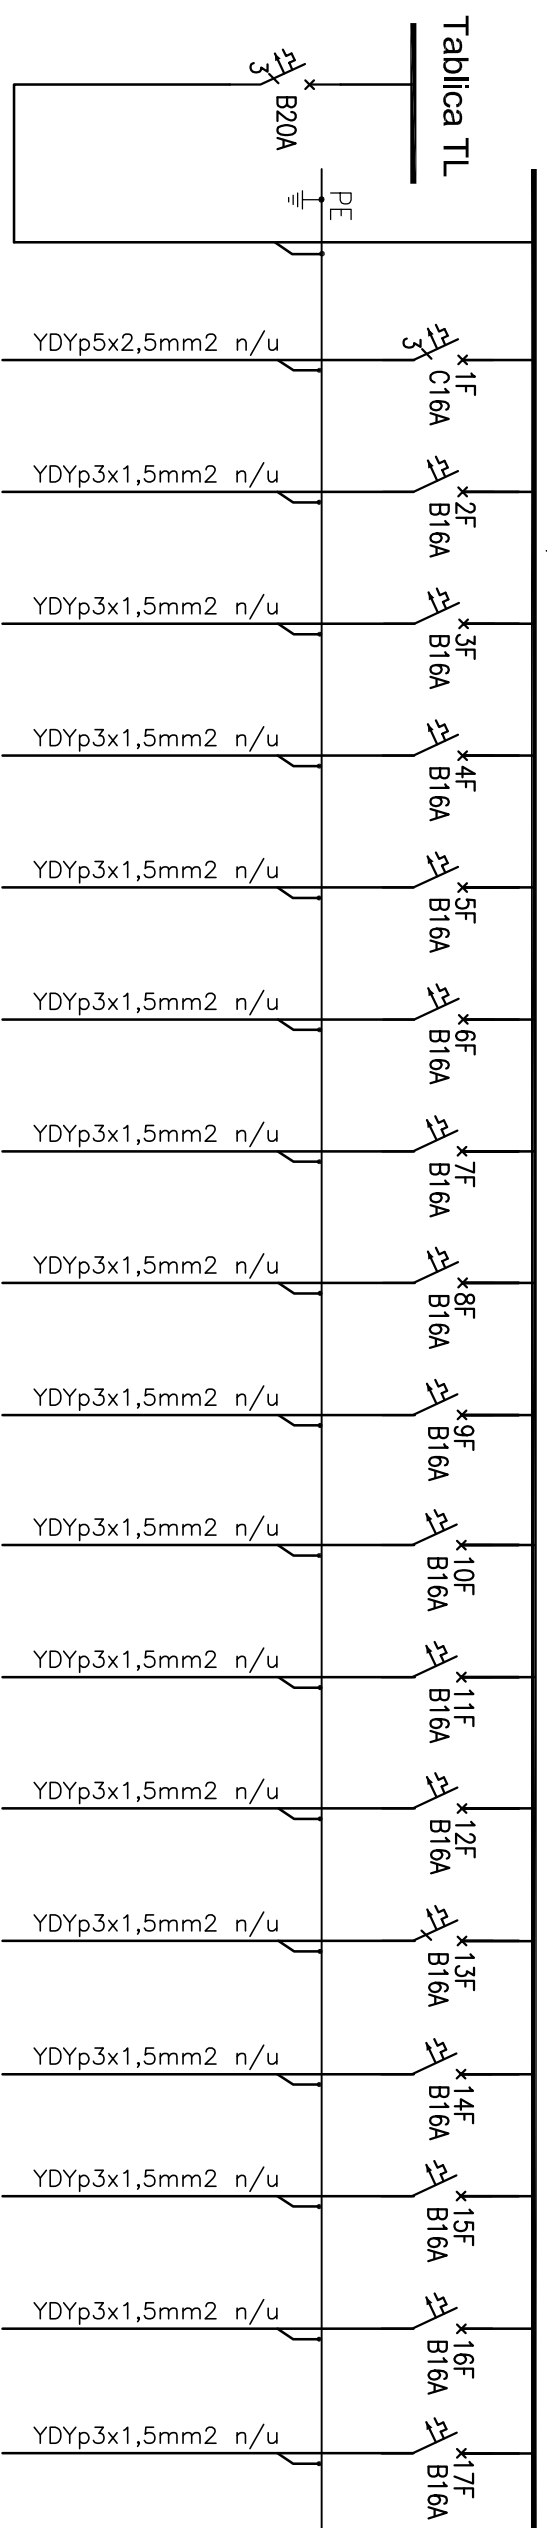 Tablica TL
B20A
3
PE
YDYp5x2,5mm2 n/u
1F
C16A
3
YDYp3x1,5mm2 n/u
2F
B16A
YDYp3x1,5mm2 n/u
3F
B16A
YDYp3x1,5mm2 n/u
4F
B16A
YDYp3x1,5mm2 n/u
5F
B16A
YDYp3x1,5mm2 n/u
6F
B16A
YDYp3x1,5mm2 n/u
7F
B16A
YDYp3x1,5mm2 n/u
8F
B16A
YDYp3x1,5mm2 n/u
9F
B16A
YDYp3x1,5mm2 n/u
10F
B16A
YDYp3x1,5mm2 n/u
11F
B16A
YDYp3x1,5mm2 n/u
12F
B16A
YDYp3x1,5mm2 n/u
13F
B16A
YDYp3x1,5mm2 n/u
14F
B16A
YDYp3x1,5mm2 n/u
15F
B16A
YDYp3x1,5mm2 n/u
16F
B16A
YDYp3x1,5mm2 n/u
17F
B16A